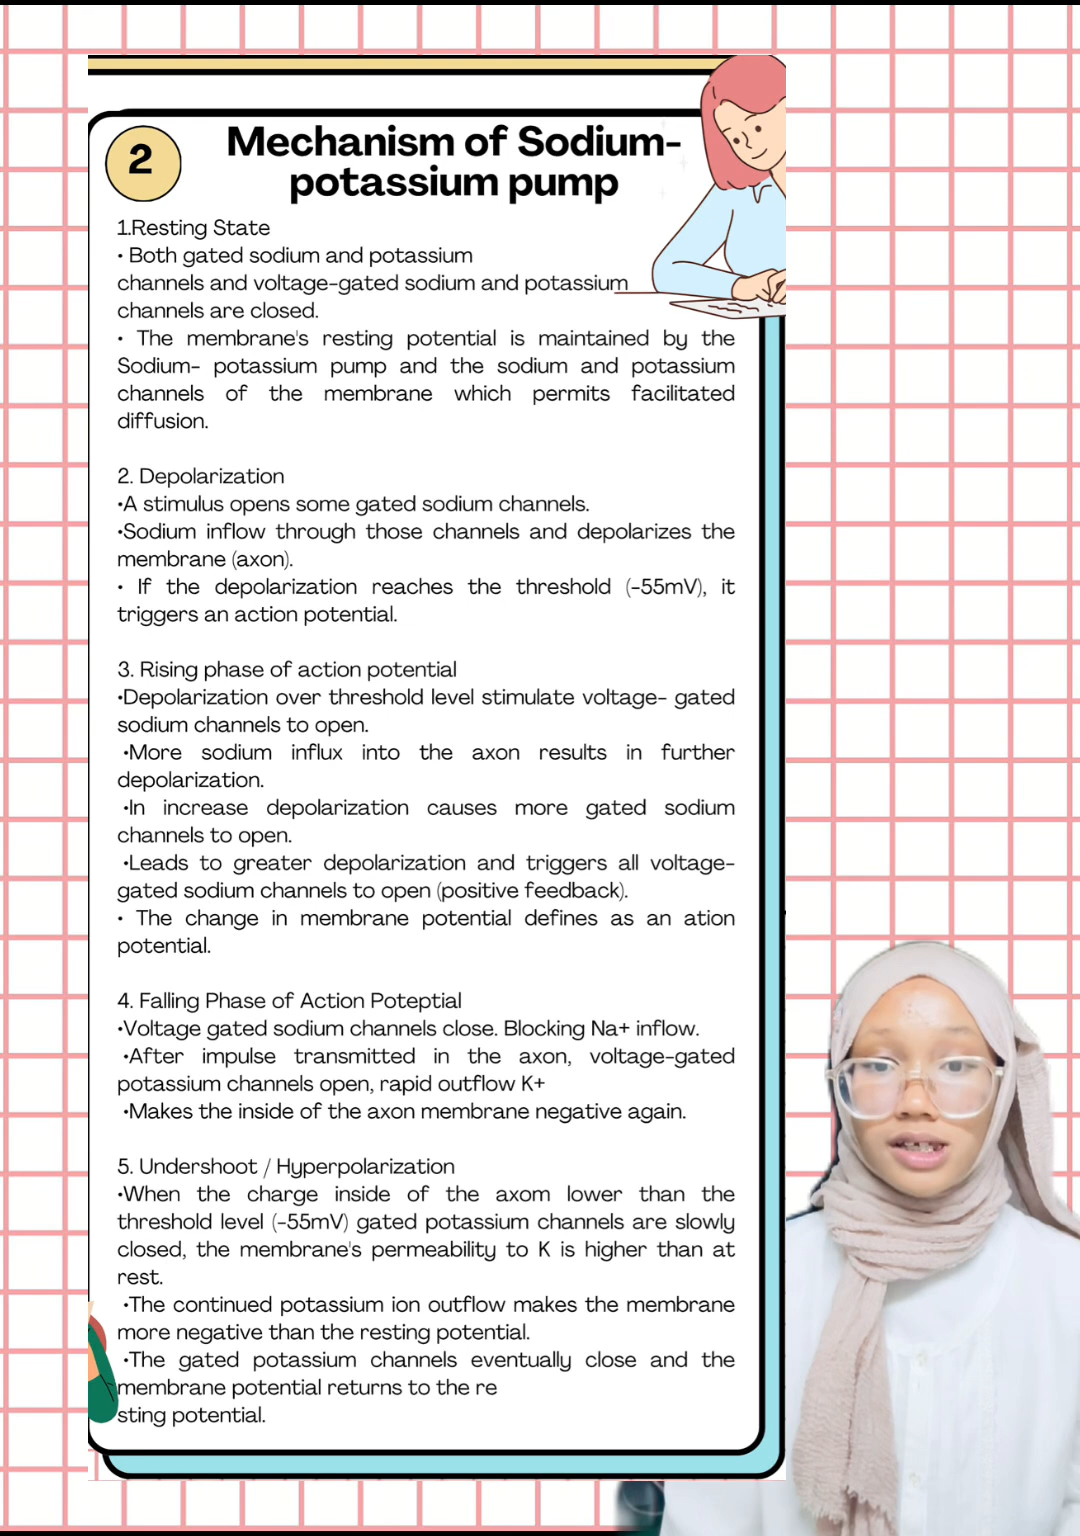 2
Mechanism of Sodium-
potassium pump
1.Resting State
• Both gated sodium and potassium
channels and voltage-gated sodium and potassium
channels are closed.
• The membrane's resting potential is maintained by the
Sodium- potassium pump and the sodium and potassium
channels of the membrane which permits facilitated
diffusion.
2. Depolarization
•A stimulus opens some gated sodium channels.
•Sodium inflow through those channels and depolarizes the
membrane (axon).
• If the depolarization reaches the threshold (-55mV), it
triggers an action potential.
3. Rising phase of action potential
•Depolarization over threshold level stimulate voltage- gated
sodium channels to open.
•More sodium influx into the axon results in further
depolarization.
•In increase depolarization causes more gated sodium
channels to open.
•Leads to greater depolarization and triggers all voltage-
gated sodium channels to open (positive feedback).
• The change in membrane potential defines as an ation
potential.
4. Falling Phase of Action Poteptial
•Voltage gated sodium channels close. Blocking Na+ inflow.
•After impulse transmitted in the axon, voltage-gated
potassium channels open, rapid outflow K+
•Makes the inside of the axon membrane negative again.
5. Undershoot / Hyperpolarization
•When the charge inside of the axom lower than the
threshold level (-55mV) gated potassium channels are slowly
closed, the membrane's permeability to K is higher than at
rest.
•The continued potassium ion outflow makes the membrane
more negative than the resting potential.
•The gated potassium channels eventually close and the
membrane potential returns to the re
sting potential.